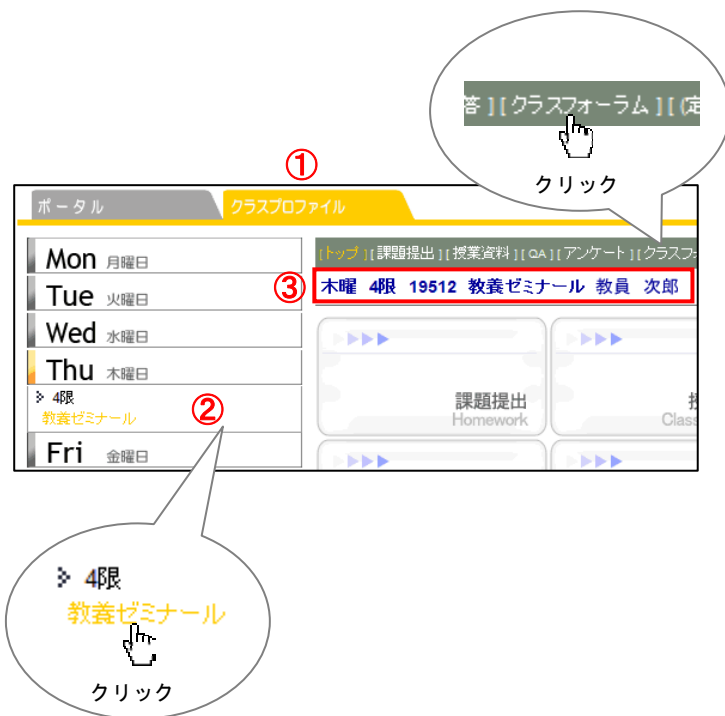 答 ][ クラスフォーラム ][ (定
クリック
①
ポータル
クラスプロファイル
Mon 月曜日
Tue 火曜日
Wed 水曜日
Thu 木曜日
> 4限
教養ゼミナール
②
Fri 金曜日
[トップ ][ 課題提出 ][ 授業資料 ][ QA ][ アンケート ][ クラスフ
③
木曜 4限 19512 教養ゼミナール 教員 次郎
課題提出
Homework
Class
> 4限
教養ゼミナール
クリック